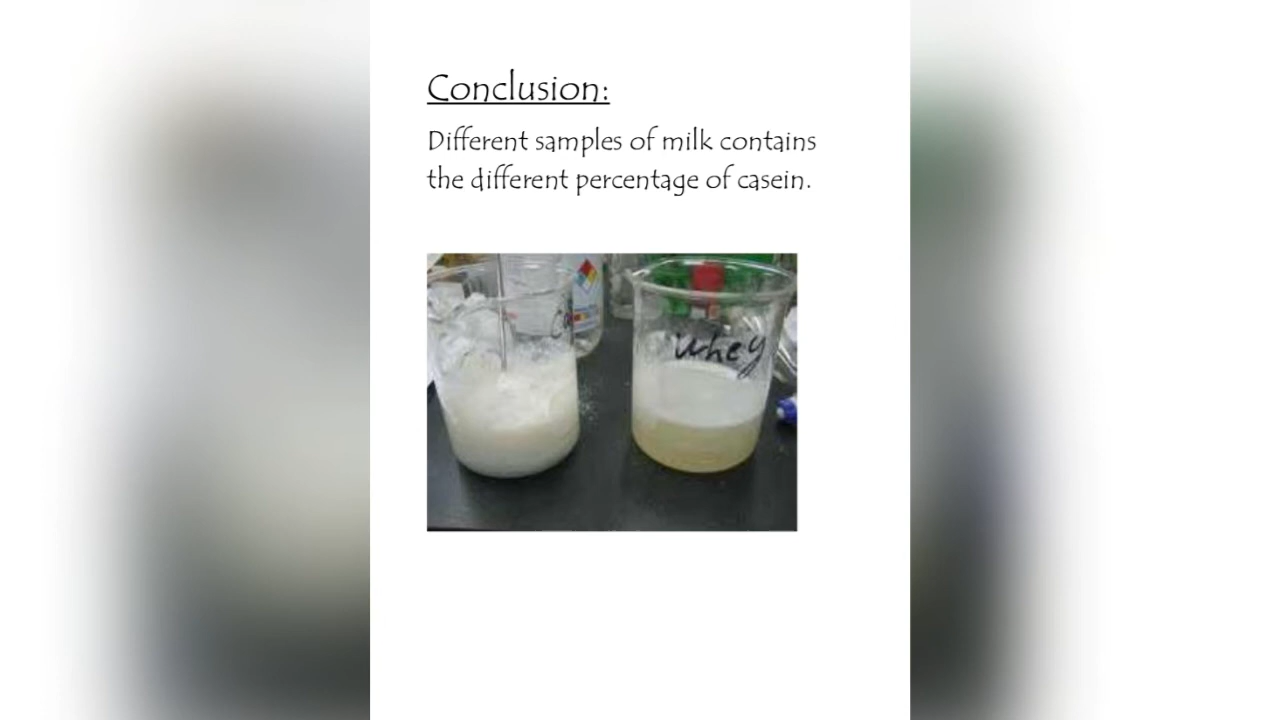 Conclusion:
Different samples of milk contains
the different percentage of casein.
Whey